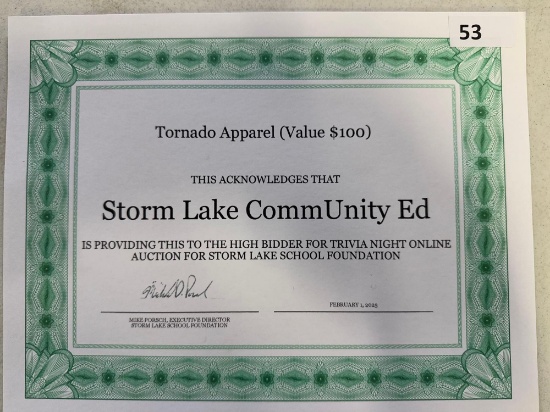 53
Tornado Apparel (Value $100)
THIS ACKNOWLEDGES THAT
Storm Lake CommUnity Ed
IS PROVIDING THIS TO THE HIGH BIDDER FOR TRIVIA NIGHT ONLINE
AUCTION FOR STORM LAKE SCHOOL FOUNDATION
FEBRUARY 1, 2025
MIKE PORSCH, EXECUTIVE DIRECTOR
STORM LAKE SCHOOL FOUNDATION